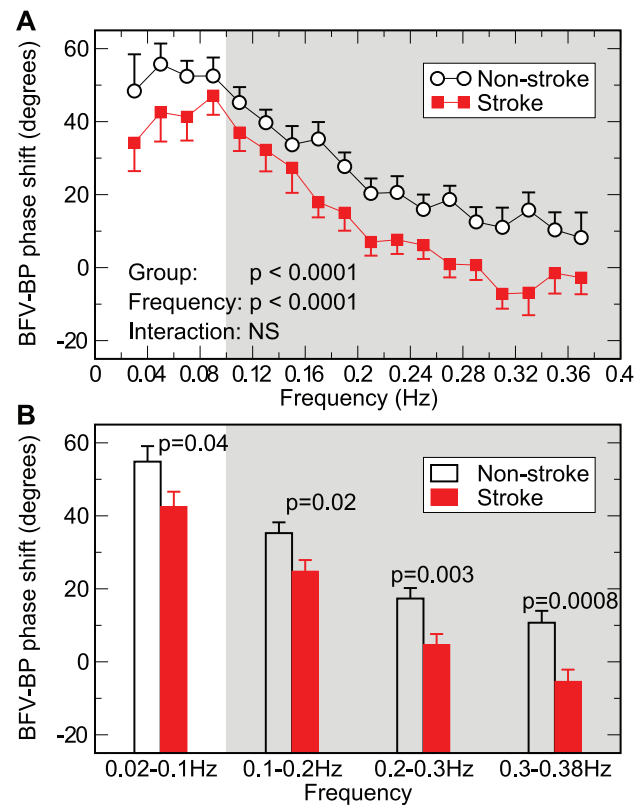 A
BFV-BP phase shift (degrees)
60
40
20
0
-20
Non-stroke
Stroke
Group: p < 0.0001
Frequency: p < 0.0001
Interaction: NS
0 0.04 0.08 0.12 0.16 0.2 0.24 0.28 0.32 0.36 0.4
Frequency (Hz)
B
BFV-BP phase shift (degrees)
60
40
20
0
-20
Non-stroke
Stroke
p=0.04
p=0.02
p=0.003
p=0.0008
0.02-0.1Hz 0.1-0.2Hz 0.2-0.3Hz 0.3-0.38Hz
Frequency